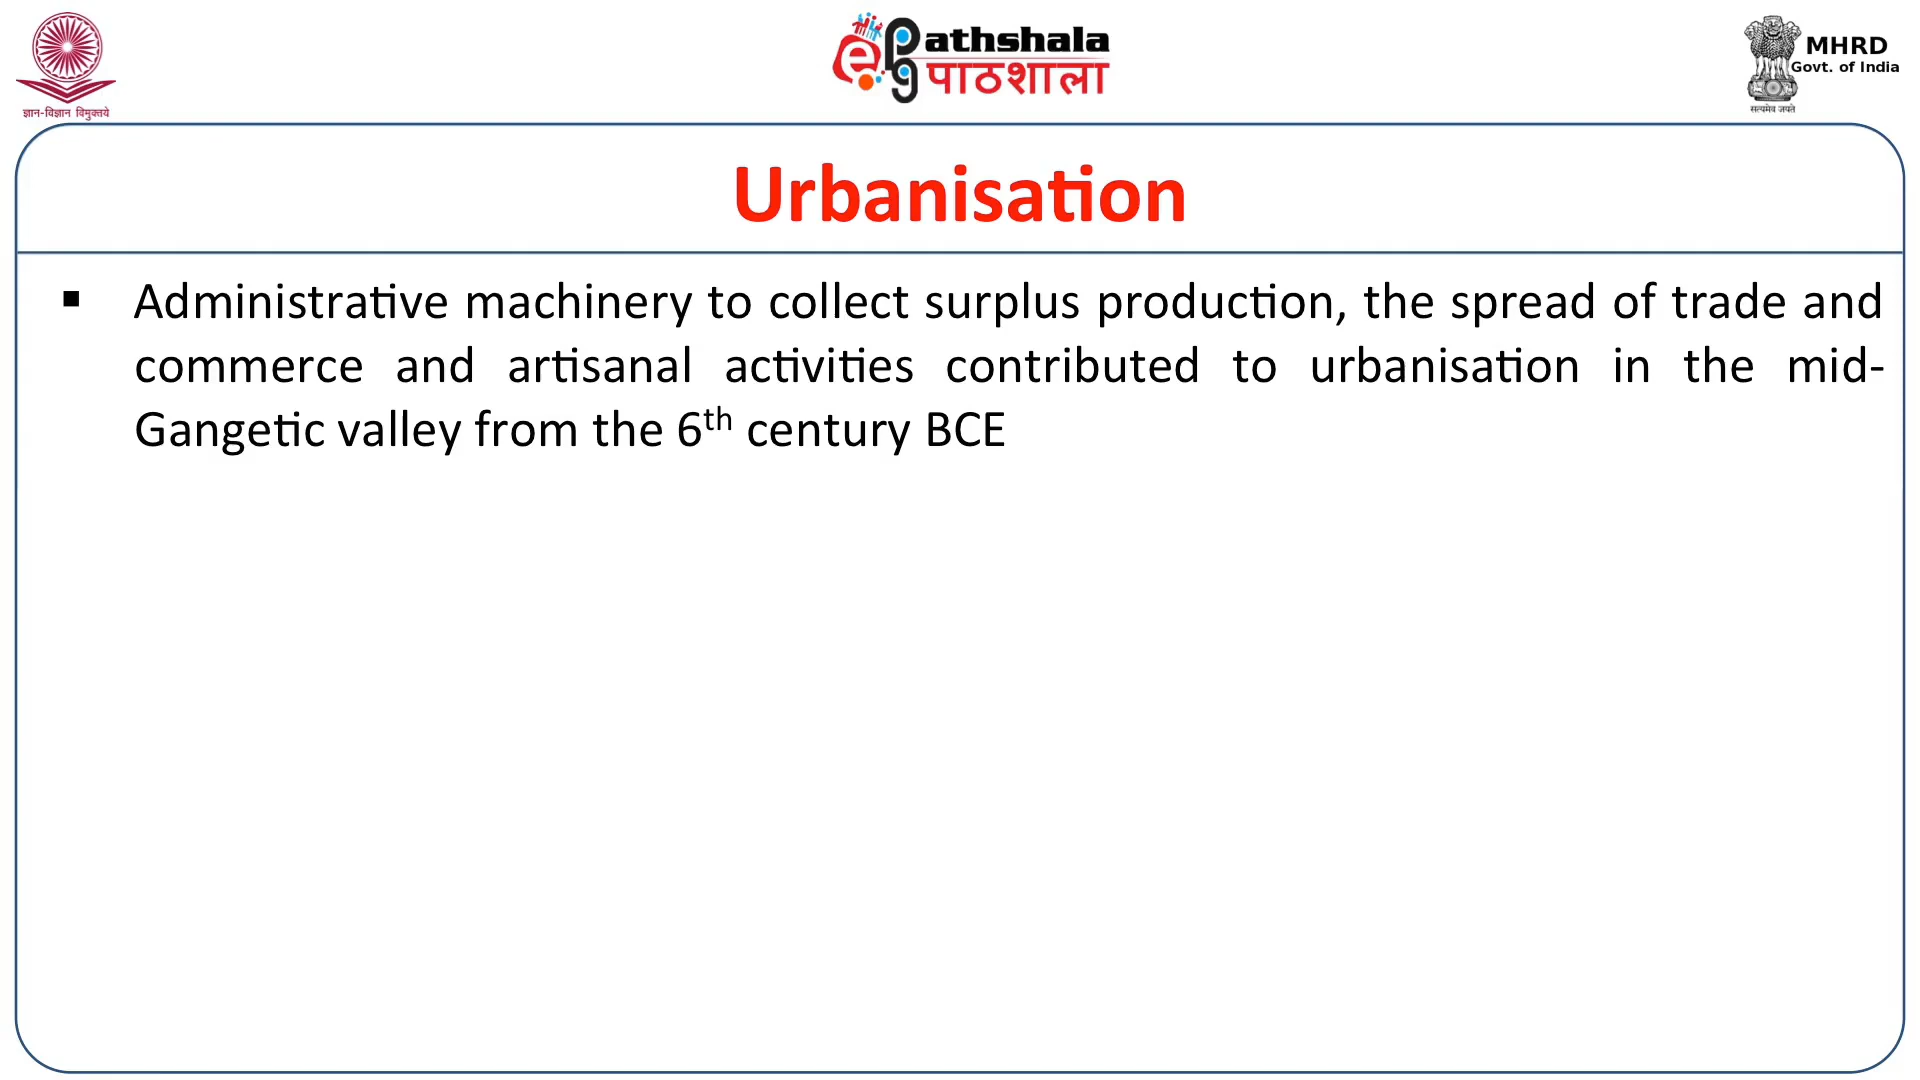 ज्ञान-विज्ञान विमुक्तये
e
pg
athshala
पाठशाला
MHRD
Govt. of India
सत्यमेव जयते
Urbanisation
▪ Administrative machinery to collect surplus production, the spread of trade and
commerce and artisanal activities contributed to urbanisation in the mid-
Gangetic valley from the 6th century BCE